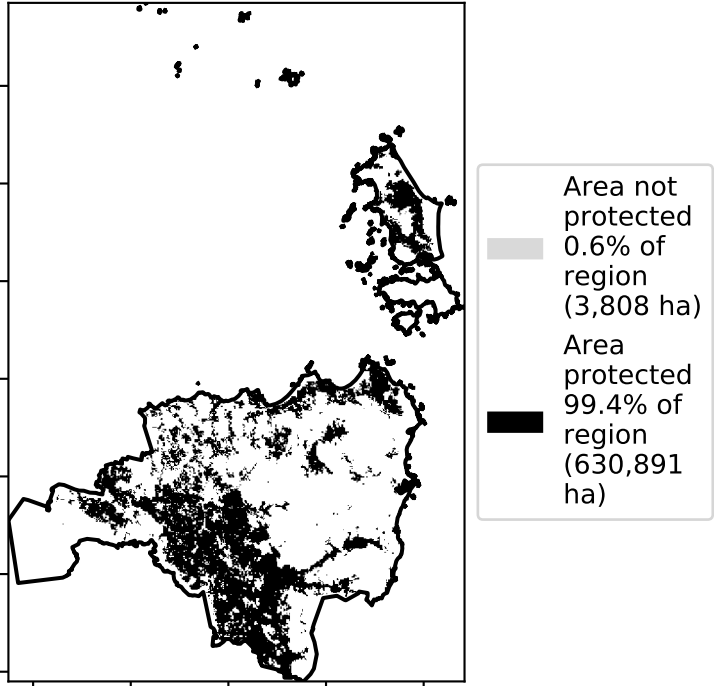 Area not
protected
0.6% of
region
(3,808 ha)
Area
protected
99.4% of
region
(630,891
ha)